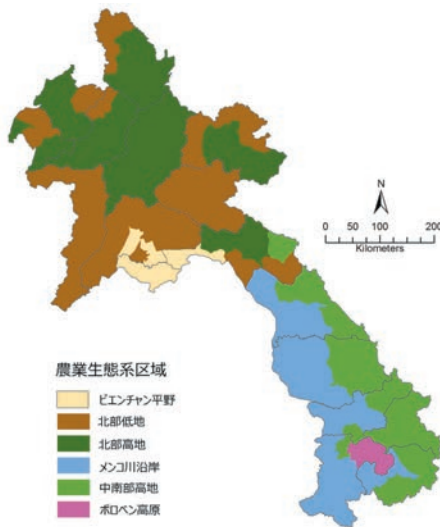 N
0 25 50 100 150 200
Kilometers
農業生態系区域
ビエンチャン平野
北部低地
北部高地
メンコ川沿岸
中南部高地
ボロベン高原